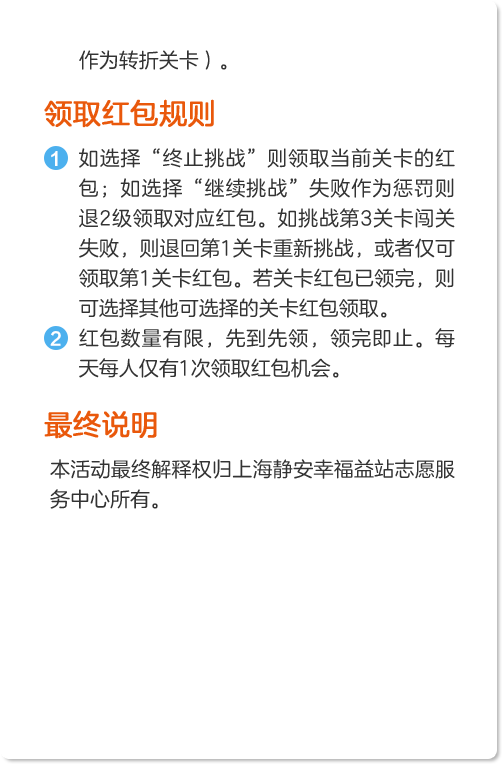 作为转折关卡）。
领取红包规则
1 如选择“终止挑战”则领取当前关卡的红
包；如选择“继续挑战”失败作为惩罚则
退2级领取对应红包。如挑战第3关卡闯关
失败，则退回第1关卡重新挑战，或者仅可
领取第1关卡红包。若关卡红包已领完，则
可选择其他可选择的关卡红包领取。
2 红包数量有限，先到先领，领完即止。每
天每人仅有1次领取红包机会。
最终说明
本活动最终解释权归上海静安幸福益站志愿服
务中心所有。